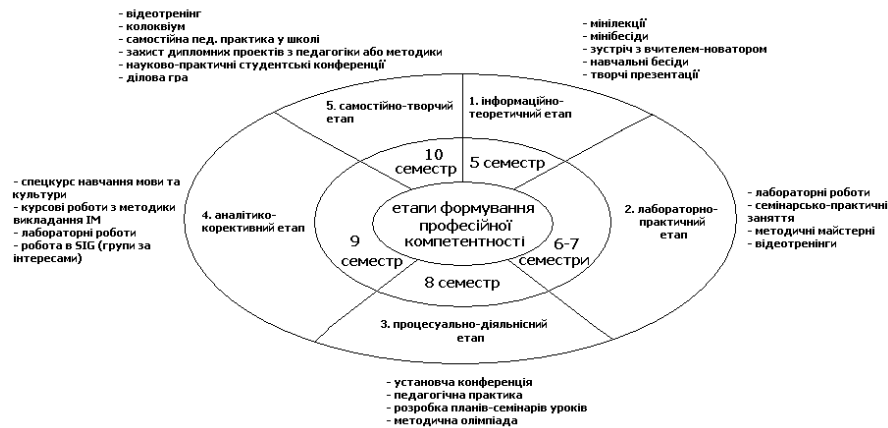 - відеотренінг
- колоквіум
- самостійна пед. практика у школі
- захист дипломних проектів з педагогіки або методики
- науково-практичні студентські конференції
- ділова гра
- мінілекції
- мінібесіди
- зустріч з вчителем-новатором
- навчальні бесіди
- творчі презентації
5. самостійно-творчий
етап
1. інформаційно-
теоретичний етап
10
семестр
5 семестр
- спецкурс навчання мови та
культури
- курсові роботи з методики
викладання ІМ
- лабораторні роботи
- робота в SIG (групи за
інтересами)
4. аналітико-
корективний етап
етапи формування
професійної
компетентності
2. лабораторно-
практичний
етап
- лабораторні роботи
- семінарсько-практичні
заняття
- методичні майстерні
- відеотренінги
9
семестр
6-7
семестри
8 семестр
3. процесуально-діяльнісний
етап
- установча конференція
- педагогічна практика
- розробка планів-семінарів уроків
- методична олімпіада